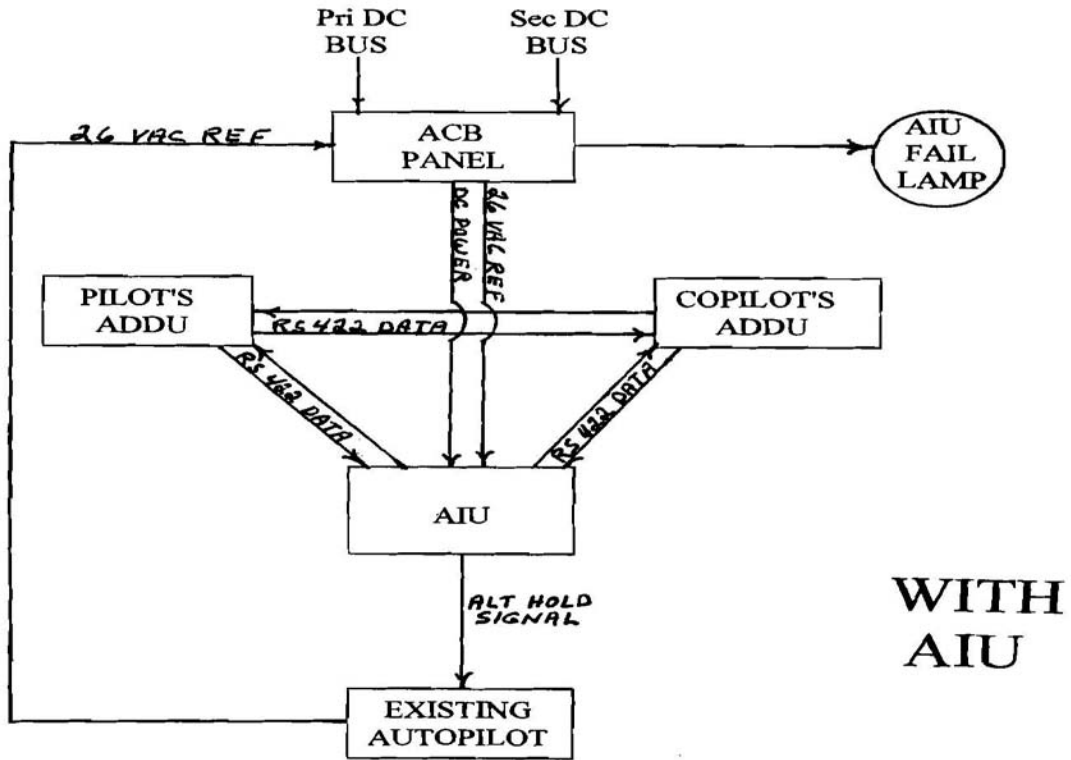 Pri DC
BUS
Sec DC
BUS
26 VAC REF
ACB
PANEL
AIU
FAIL
LAMP
DC POWER
26 VAC REF
PILOT'S
ADDU
RS422 DATA
COPILOT'S
ADDU
RS 422 DATA
RS 422 DATA
AIU
ALT HOLD
SIGNAL
WITH
AIU
EXISTING
AUTOPILOT